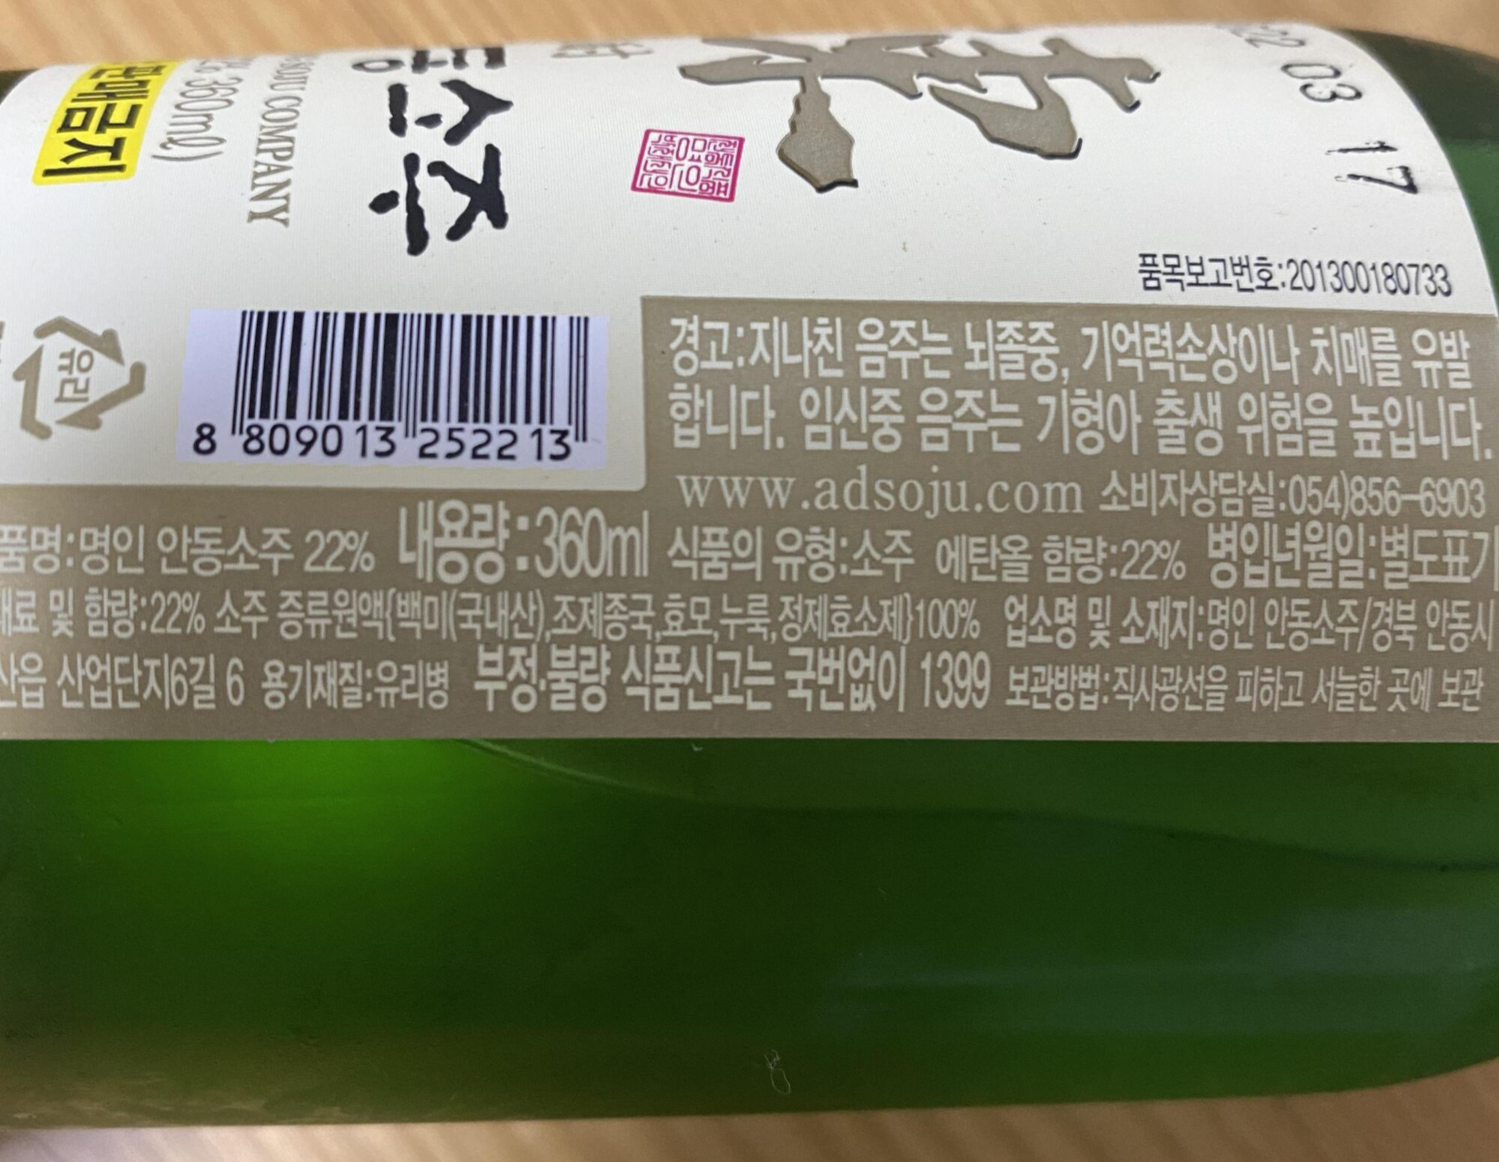 동소주
SOJU COMPANY
360㎖)
판매금지
22 03 17
품목보고번호:201300180733
유리
8 809013 252213
경고:지나친 음주는 뇌졸중, 기억력손상이나 치매를 유발
합니다. 임신중 음주는 기형아 출생 위험을 높입니다.
www.adsoju.com 소비자상담실:054)856-6903
품명:명인 안동소주 22% 내용량:360ml 식품의 유형:소주 에탄올 함량:22% 병입년월일:별도표기
재료 및 함량:22% 소주 증류원액{백미(국내산),조제종국,효모,누룩,정제효소제}100% 업소명 및 소재지:명인 안동소주/경북 안동시
산읍 산업단지6길 6 용기재질:유리병 부정·불량 식품신고는 국번없이 1399 보관방법:직사광선을 피하고 서늘한 곳에 보관